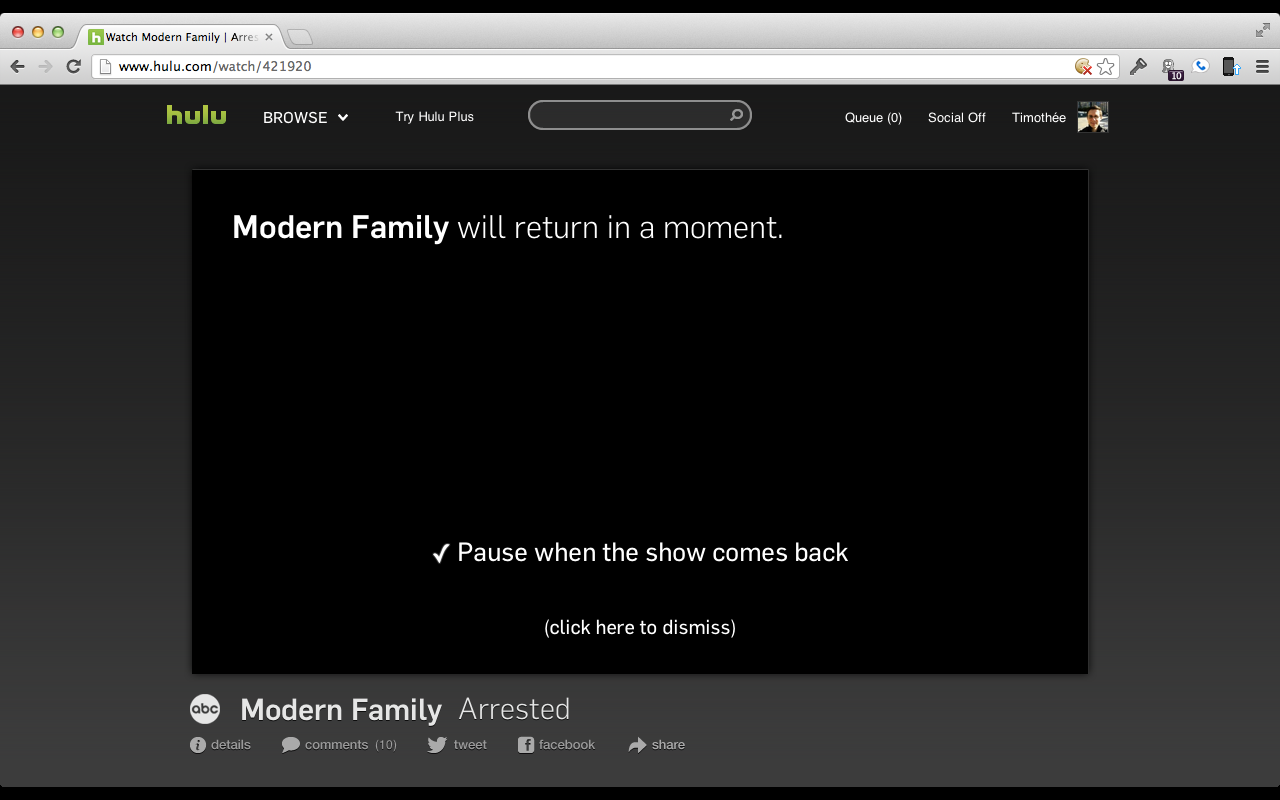 Watch Modern Family | Arres
www.hulu.com/watch/421920
10
hulu
BROWSE
Try Hulu Plus
Queue (0)
Social Off
Timothée
Modern Family will return in a moment.
✓ Pause when the show comes back
(click here to dismiss)
abc
Modern Family Arrested
details
comments (10)
tweet
facebook
share